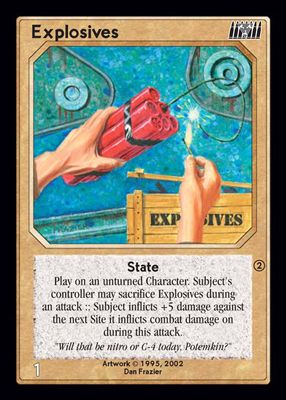 Explosives
EXPLOSIVES
State
②
Play on an unturned Character. Subject's
controller may sacrifice Explosives during
an attack :: Subject inflicts +5 damage against
the next Site it inflicts combat damage on
during this attack.
"Will that be nitro or C-4 today, Potemkin?"
Artwork © 1995, 2002
Dan Frazier
1